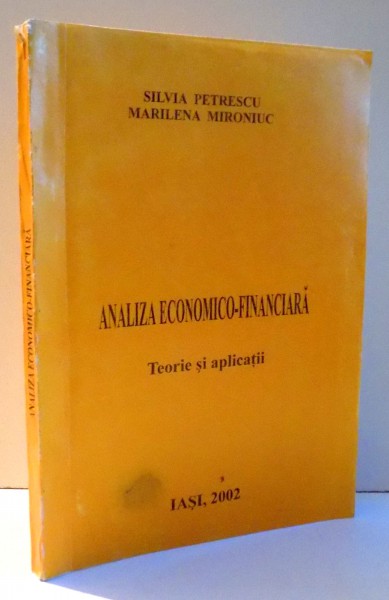 SILVIA PETRESCU
MARILENA MIRONIUC
ANALIZA ECONOMICO-FINANCIARĂ
Teorie și aplicații
IAȘI, 2002
ANALIZA ECONOMICO-FINANCIARĂ